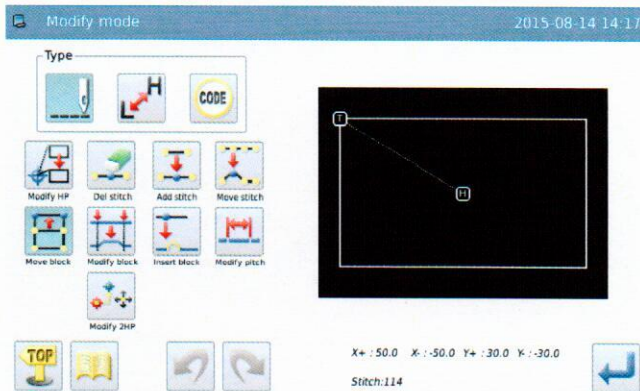 Modify mode 2015-08-14 14:17
Type
L H CODE
Modify HP Del stitch Add stitch Move stitch
Move block Modify block Insert block Modify pitch
Modify 2HP
T
H
TOP
X+ : 50.0 X- : -50.0 Y+ : 30.0 Y- : -30.0
Stitch:114